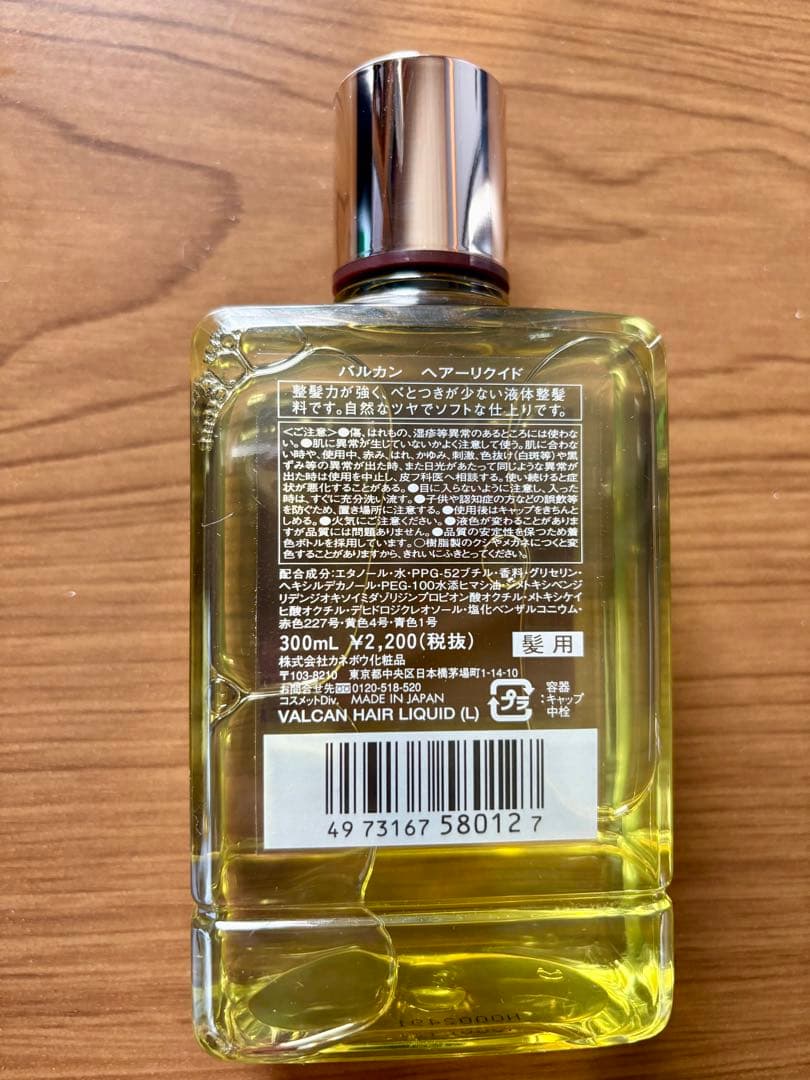 バルカン ヘアーリクイド
整髪力が強く、べとつきが少ない液体整髪
料です。自然なツヤでソフトな仕上りです。
<ご注意>●傷、はれもの、湿疹等異常のあるところには使わな
い。●肌に異常が生じていないかよく注意して使う。肌に合わな
い時や、使用中、赤み、はれ、かゆみ、刺激、色抜け(白斑等)や黒
ずみ等の異常が出た時、また日光があたって同じような異常が
出た時は使用を中止し、皮フ科医へ相談する。使い続けると症
状が悪化することがある。●目に入らないように注意し、入った
時は、すぐに充分洗い流す。●子供や認知症の方などの誤飲等
を防ぐため、置き場所に注意する。●使用後はキャップをきちんと
しめる。●火気にご注意ください。●液色が変わることがありま
すが品質には問題ありません。●品質の安定性を保つため着
色ボトルを採用しています。○樹脂製のクシやメガネにつくと変
色することがありますから、きれいにふきとってください。
配合成分:エタノール・水・PPG-52ブチル・香料・グリセリン・
ヘキシルデカノール・PEG-100水添ヒマシ油・ジメトキシベンジ
リデンジオキソイミダゾリジンプロピオン酸オクチル・メトキシケイ
ヒ酸オクチル・デヒドロジクレオソール・塩化ベンザルコニウム・
赤色227号・黄色4号・青色1号
300mL ¥2,200(税抜) 髪用
株式会社カネボウ化粧品
〒103-8210 東京都中央区日本橋茅場町1-14-10
お問合せ先 0120-518-520
コスメットDiv. MADE IN JAPAN
VALCAN HAIR LIQUID (L)
プラ
容器
:キャップ
中栓
4973167580127